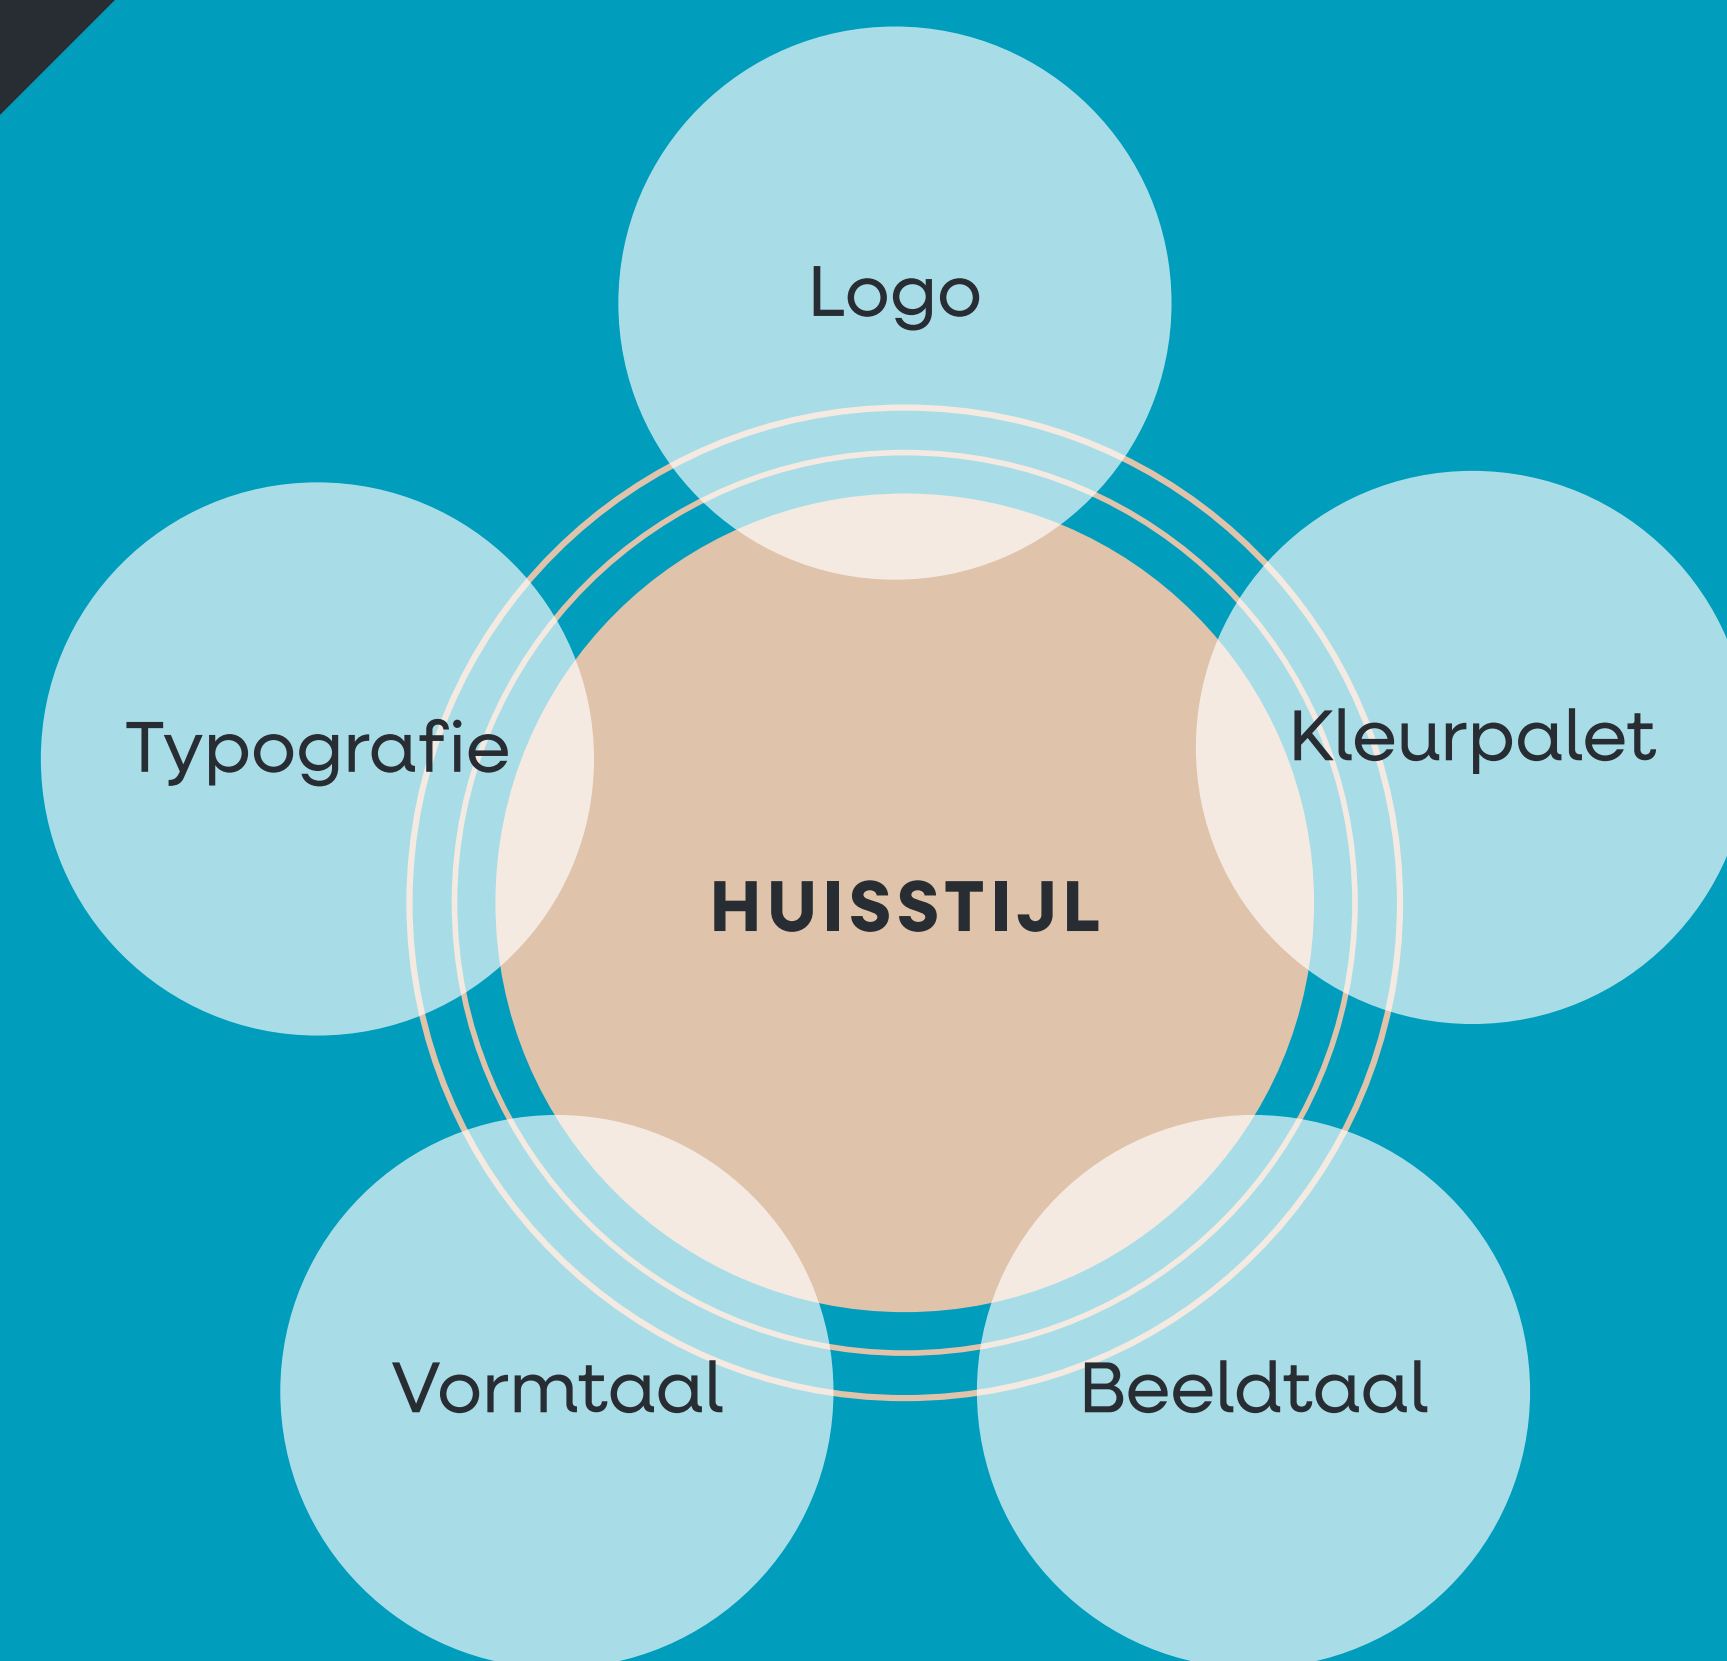 Logo
Typografie
Kleurpalet
HUISSTIJL
Vormtaal
Beeldtaal